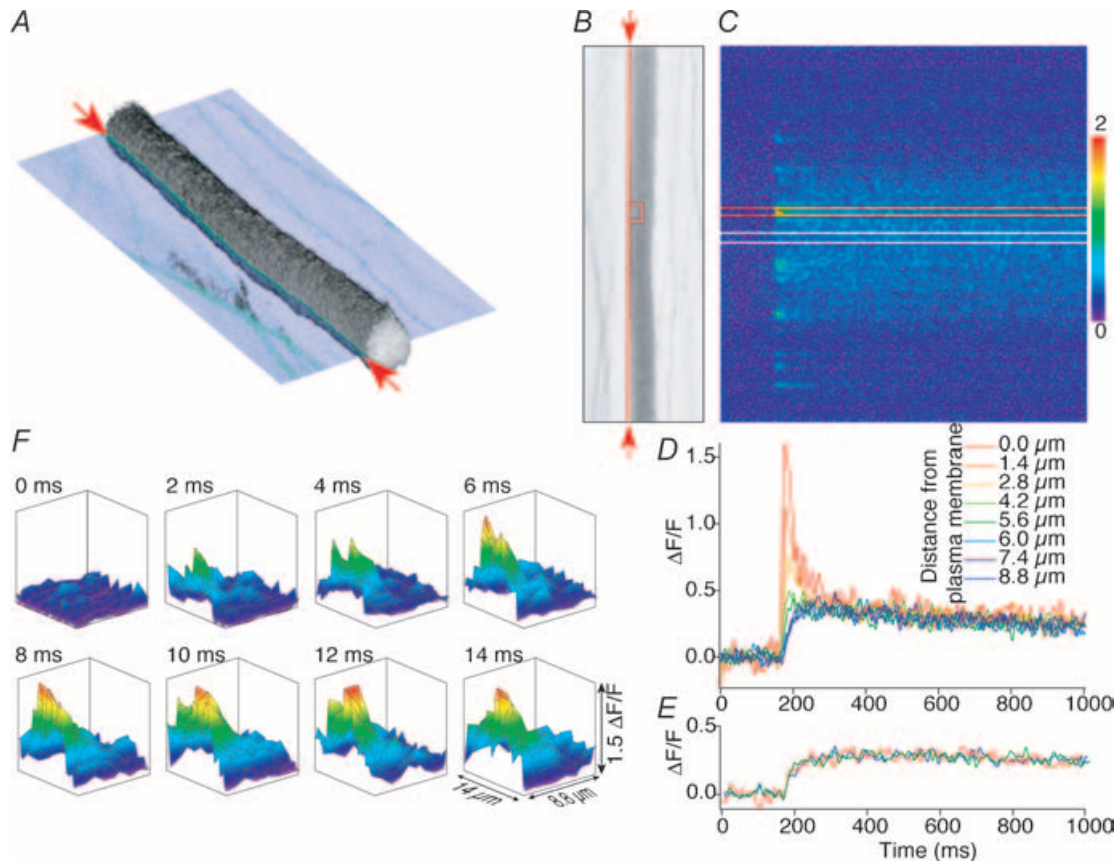 A
B
C
2
0
F
0 ms
2 ms
4 ms
6 ms
8 ms
10 ms
12 ms
14 ms
1.5 ΔF/F
14 µm
8.8 µm
D
1.5
1.0
0.5
0.0
ΔF/F
Distance from
plasma membrane
0.0 µm
1.4 µm
2.8 µm
4.2 µm
5.6 µm
6.0 µm
7.4 µm
8.8 µm
0 200 400 600 800 1000
E
0.5
0.0
ΔF/F
0 200 400 600 800 1000
Time (ms)